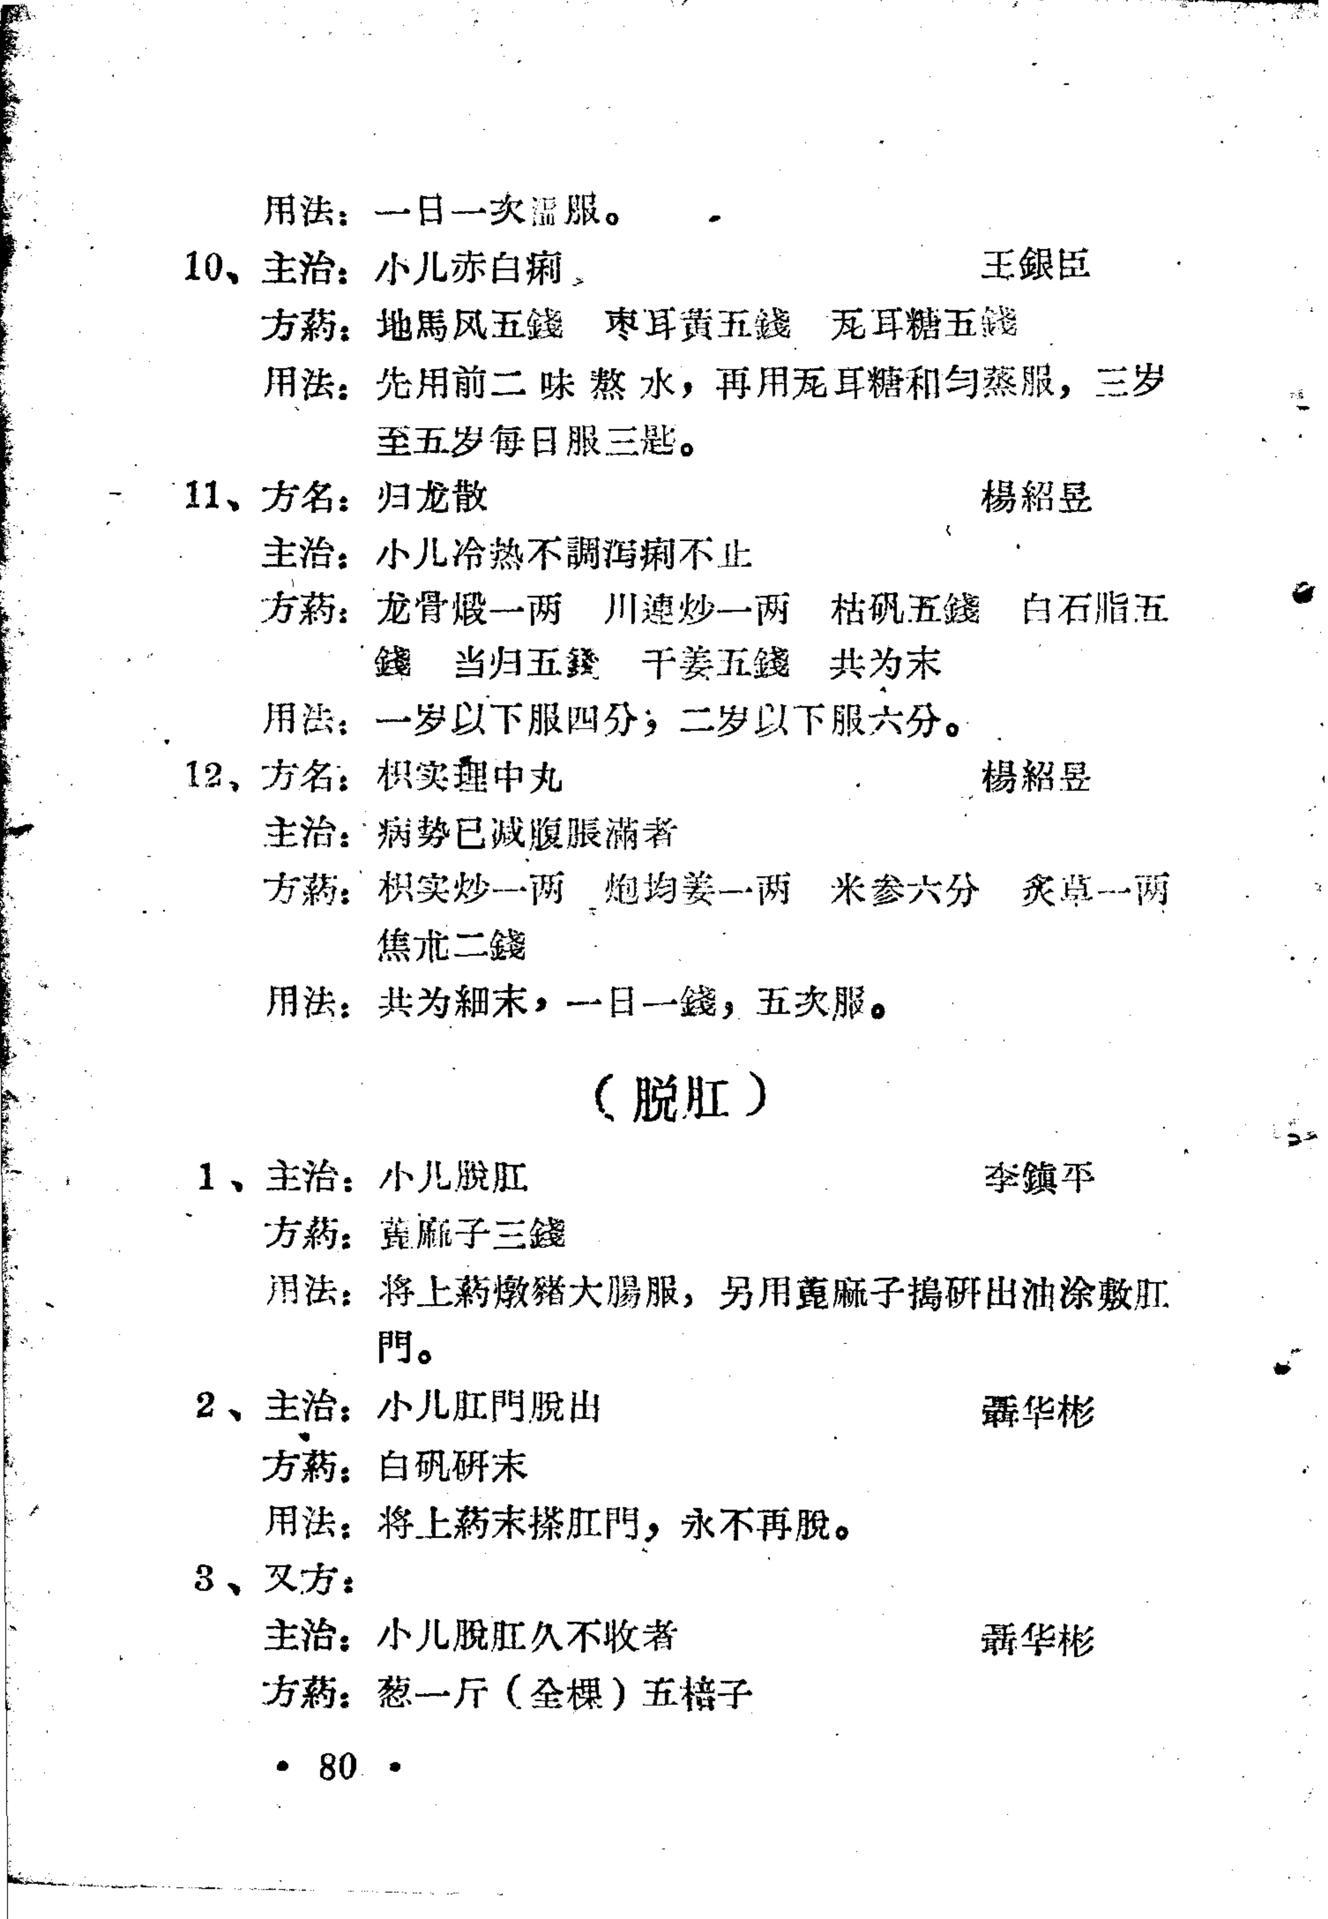 用法：一日一次溫服。
10、主治：小儿赤白痢 王銀臣
方葯：地馬风五錢 枣耳黄五錢 瓦耳糖五錢
用法：先用前二味熬水，再用瓦耳糖和匀蒸服，三岁
至五岁每日服三匙。
11、方名：归龙散 楊紹昱
主治：小儿冷热不調泻痢不止
方葯：龙骨煅一两 川連炒一两 枯矾五錢 白石脂五
錢 当归五錢 干姜五錢 共为末
用法：一岁以下服四分；二岁以下服六分。
12、方名：枳实理中丸 楊紹昱
主治：病势已减腹脹滿者
方葯：枳实炒一两 炮均姜一两 米参六分 炙草一两
焦朮二錢
用法：共为細末，一日一錢，五次服。
（脱肛）
1、主治：小儿脫肛 李鎮平
方葯：萞麻子三錢
用法：将上葯燉豬大腸服，另用萞麻子搗研出油涂敷肛
門。
2、主治：小儿肛門脫出 聶华彬
方葯：白矾研末
用法：将上葯末搽肛門，永不再脫。
3、又方：
主治：小儿脫肛久不收者 聶华彬
方葯：葱一斤（全棵）五棓子
• 80 •